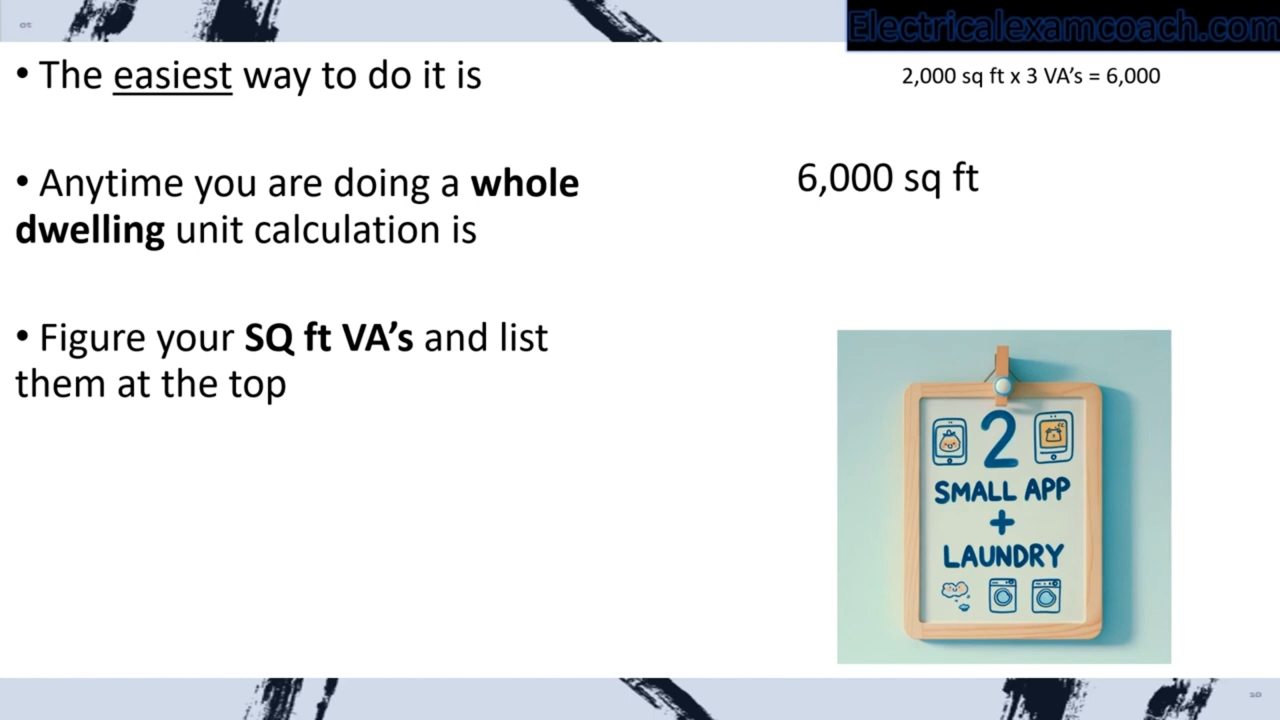 Electricalexamcoach.com
• The easiest way to do it is
2,000 sq ft x 3 VA’s = 6,000
• Anytime you are doing a whole
dwelling unit calculation is
6,000 sq ft
• Figure your SQ ft VA’s and list
them at the top
2
SMALL APP
+
LAUNDRY